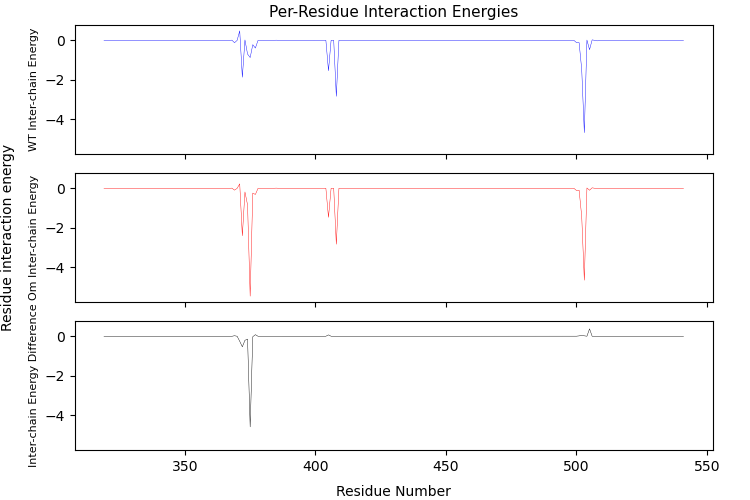 Per-Residue Interaction Energies
Residue interaction energy
WT Inter-chain Energy
0
−2
−4
Om Inter-chain Energy
0
−2
−4
Inter-chain Energy Difference
0
−2
−4
350
400
450
500
550
Residue Number